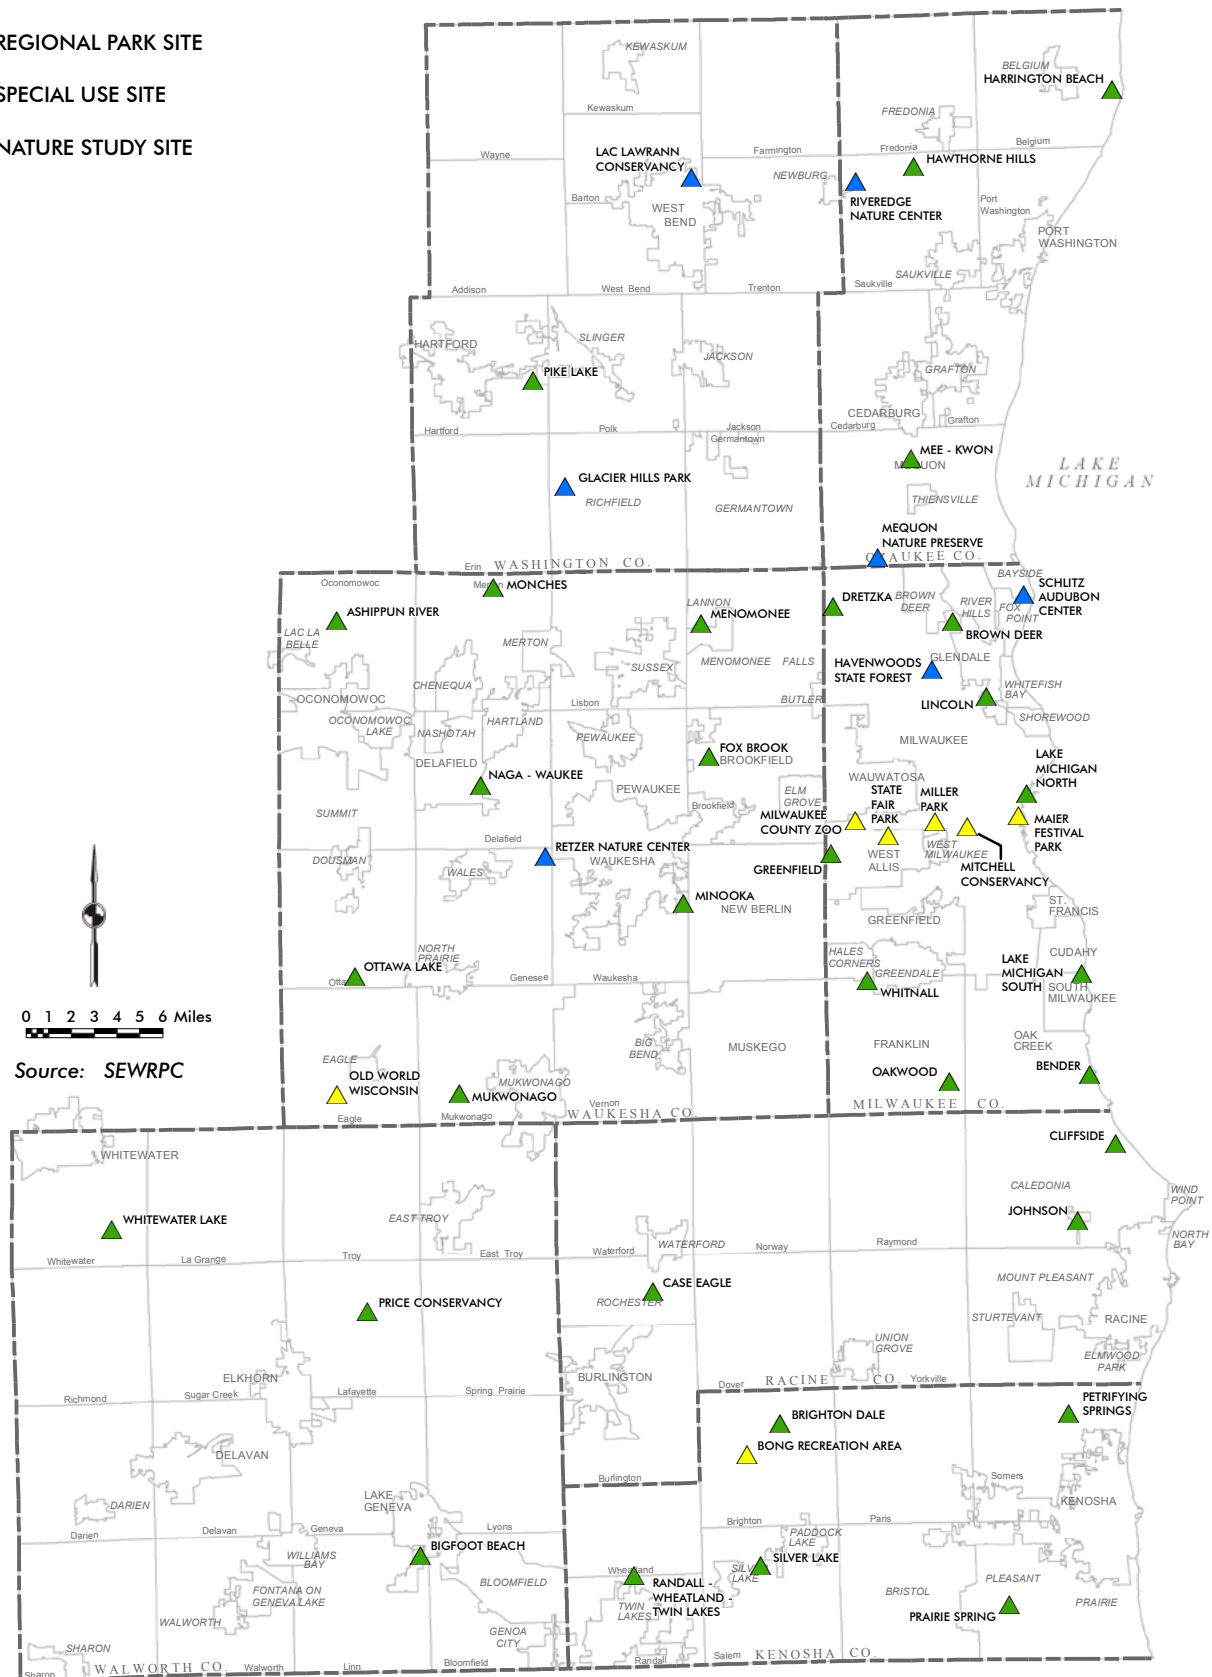 REGIONAL PARK SITE
SPECIAL USE SITE
NATURE STUDY SITE
KEWASKUM
Kewaskum
BELGIUM
HARRINGTON BEACH
FREDONIA
Belgium
Wayne
LAC LAWRANN
CONSERVANCY
Farmington
Fredonia
HAWTHORNE HILLS
NEWBURG
Barton
WEST
BEND
RIVEREDGE
NATURE CENTER
Port
Washington
PORT
WASHINGTON
SAUKVILLE
Addison
West Bend
Trenton
Saukville
HARTFORD
SLINGER
JACKSON
PIKE LAKE
GRAFTON
CEDARBURG
Hartford
Polk
Jackson
Germantown
Cedarburg
Grafton
MEE - KWON
LAKE
MICHIGAN
GLACIER HILLS PARK
RICHFIELD
GERMANTOWN
THIENSVILLE
MEQUON
NATURE PRESERVE
Erin
WASHINGTON CO.
OZAUKEE CO.
Oconomowoc
MONCHES
BAYSIDE
SCHLITZ
AUDUBON
CENTER
ASHIPPUN RIVER
LANNON
MENOMONEE
DRETZKA
BROWN
DEER
RIVER
HILLS
FOX
POINT
BROWN DEER
LAC LA
BELLE
MERTON
SUSSEX
MENOMONEE FALLS
HAVENWOODS
STATE FOREST
GLENDALE
CHENEQUA
OCONOMOWOC
WHITEFISH
BAY
BUTLER
LINCOLN
Lisbon
OCONOMOWOC
LAKE
NASHOTAH
HARTLAND
PEWAUKEE
SHOREWOOD
MILWAUKEE
FOX BROOK
BROOKFIELD
DELAFIELD
NAGA - WAUKEE
PEWAUKEE
LAKE
MICHIGAN
NORTH
WAUWATOSA
STATE
FAIR
PARK
MILLER
PARK
ELM
GROVE
SUMMIT
Brookfield
MILWAUKEE
COUNTY ZOO
MAIER
FESTIVAL
PARK
Delafield
RETZER NATURE CENTER
WAUKESHA
DOUSMAN
WALES
WEST
ALLIS
WEST
MILWAUKEE
GREENFIELD
MITCHELL
CONSERVANCY
MINOOKA
NEW BERLIN
ST.
FRANCIS
GREENFIELD
NORTH
PRAIRIE
OTTAWA LAKE
Genesee
Waukesha
HALES
CORNERS
GREENDALE
WHITNALL
LAKE
MICHIGAN
SOUTH
CUDAHY
SOUTH
MILWAUKEE
0 1 2 3 4 5 6 Miles
Source: SEWRPC
BIG
BEND
MUSKEGO
FRANKLIN
OAK
CREEK
EAGLE
OLD WORLD
WISCONSIN
MUKWONAGO
MUKWONAGO
OAKWOOD
BENDER
Eagle
Mukwonago
Vernon
WAUKESHA CO.
MILWAUKEE CO.
CLIFFSIDE
WHITEWATER
CALEDONIA
WIND
POINT
JOHNSON
NORTH
BAY
WHITEWATER LAKE
EAST TROY
Whitewater
La Grange
Troy
East Troy
Waterford
WATERFORD
Norway
Raymond
MOUNT PLEASANT
CASE EAGLE
ROCHESTER
PRICE CONSERVANCY
STURTEVANT
RACINE
UNION
GROVE
ELMWOOD
PARK
ELKHORN
BURLINGTON
Richmond
Sugar Creek
Lafayette
Spring Prairie
Dover
RACINE CO.
Yorkville
BRIGHTON DALE
PETRIFYING
SPRINGS
BONG RECREATION AREA
DELAVAN
Burlington
Somers
LAKE
GENEVA
DARIEN
KENOSHA
Darien
Delavan
Geneva
Lyons
Brighton
Paris
PADDOCK
LAKE
BIGFOOT BEACH
WILLIAMS
BAY
SILVER LAKE
SILVER
LAKE
Wheatland
RANDALL -
WHEATLAND -
TWIN LAKES
TWIN
LAKES
BLOOMFIELD
FONTANA ON
GENEVA LAKE
BRISTOL
PLEASANT
PRAIRIE
PRAIRIE SPRING
WALWORTH
GENOA
CITY
SHARON
Sharon
WALWORTH CO.
Walworth
Linn
Bloomfield
Randall
Salem
KENOSHA CO.